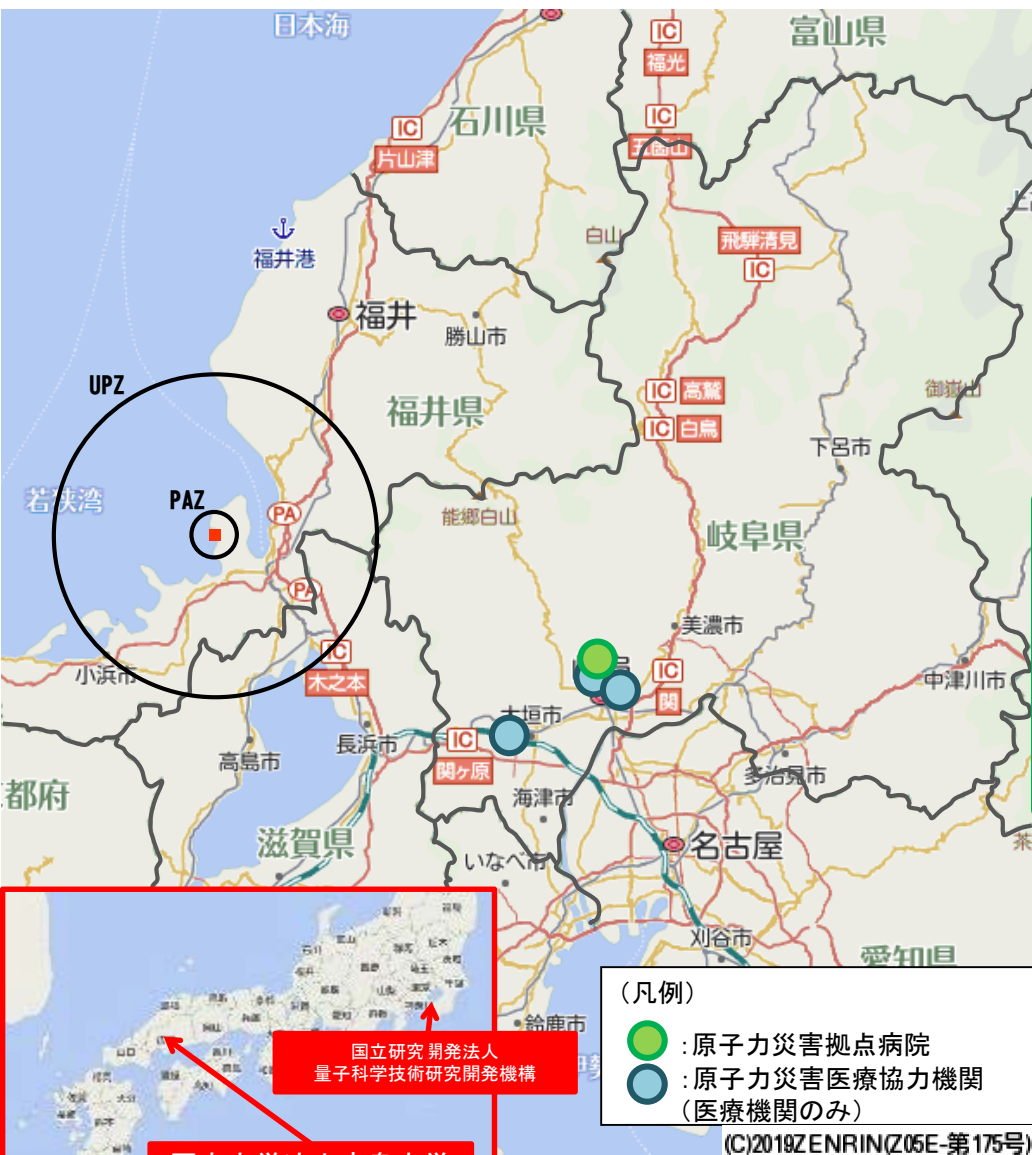 日本海
富山県
IC
福光
石川県
IC
IC
片山津
五箇山
白山
飛騨清見
IC
福井港
福井
勝山市
UPZ
福井県
IC 高鷲
IC 白鳥
御嶽山
下呂市
若狭湾
PAZ
PA
能郷白山
岐阜県
PA
美濃市
小浜市
IC
木之本
IC
関
中津川市
大垣市
長浜市
IC
関ヶ原
高島市
多治見市
都府
海津市
滋賀県
名古屋
茶
いなべ市
刈谷市
愛知県
鈴鹿市
国立研究開発法人
量子科学技術研究開発機構
(凡例)
:原子力災害拠点病院
:原子力災害医療協力機関
(医療機関のみ)
(C)2019ZENRIN(Z05E-第175号)